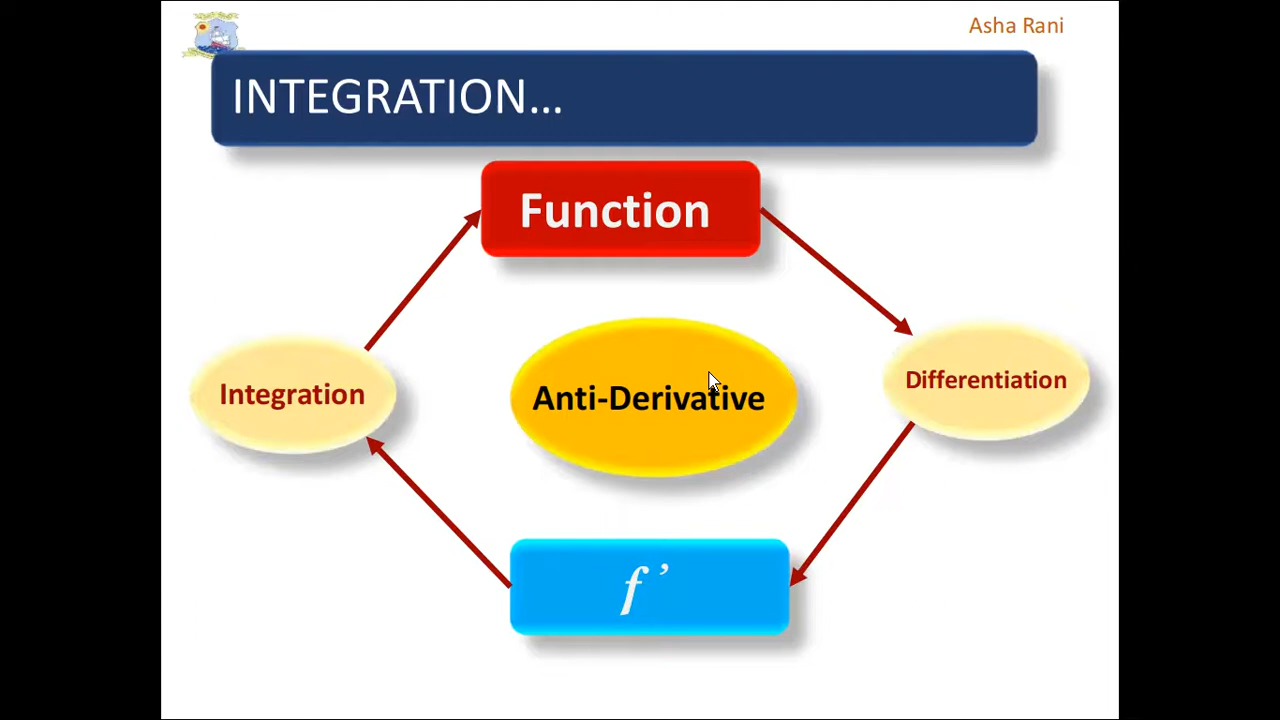 Asha Rani
INTEGRATION...
Function
Integration
Anti-Derivative
Differentiation
f ’